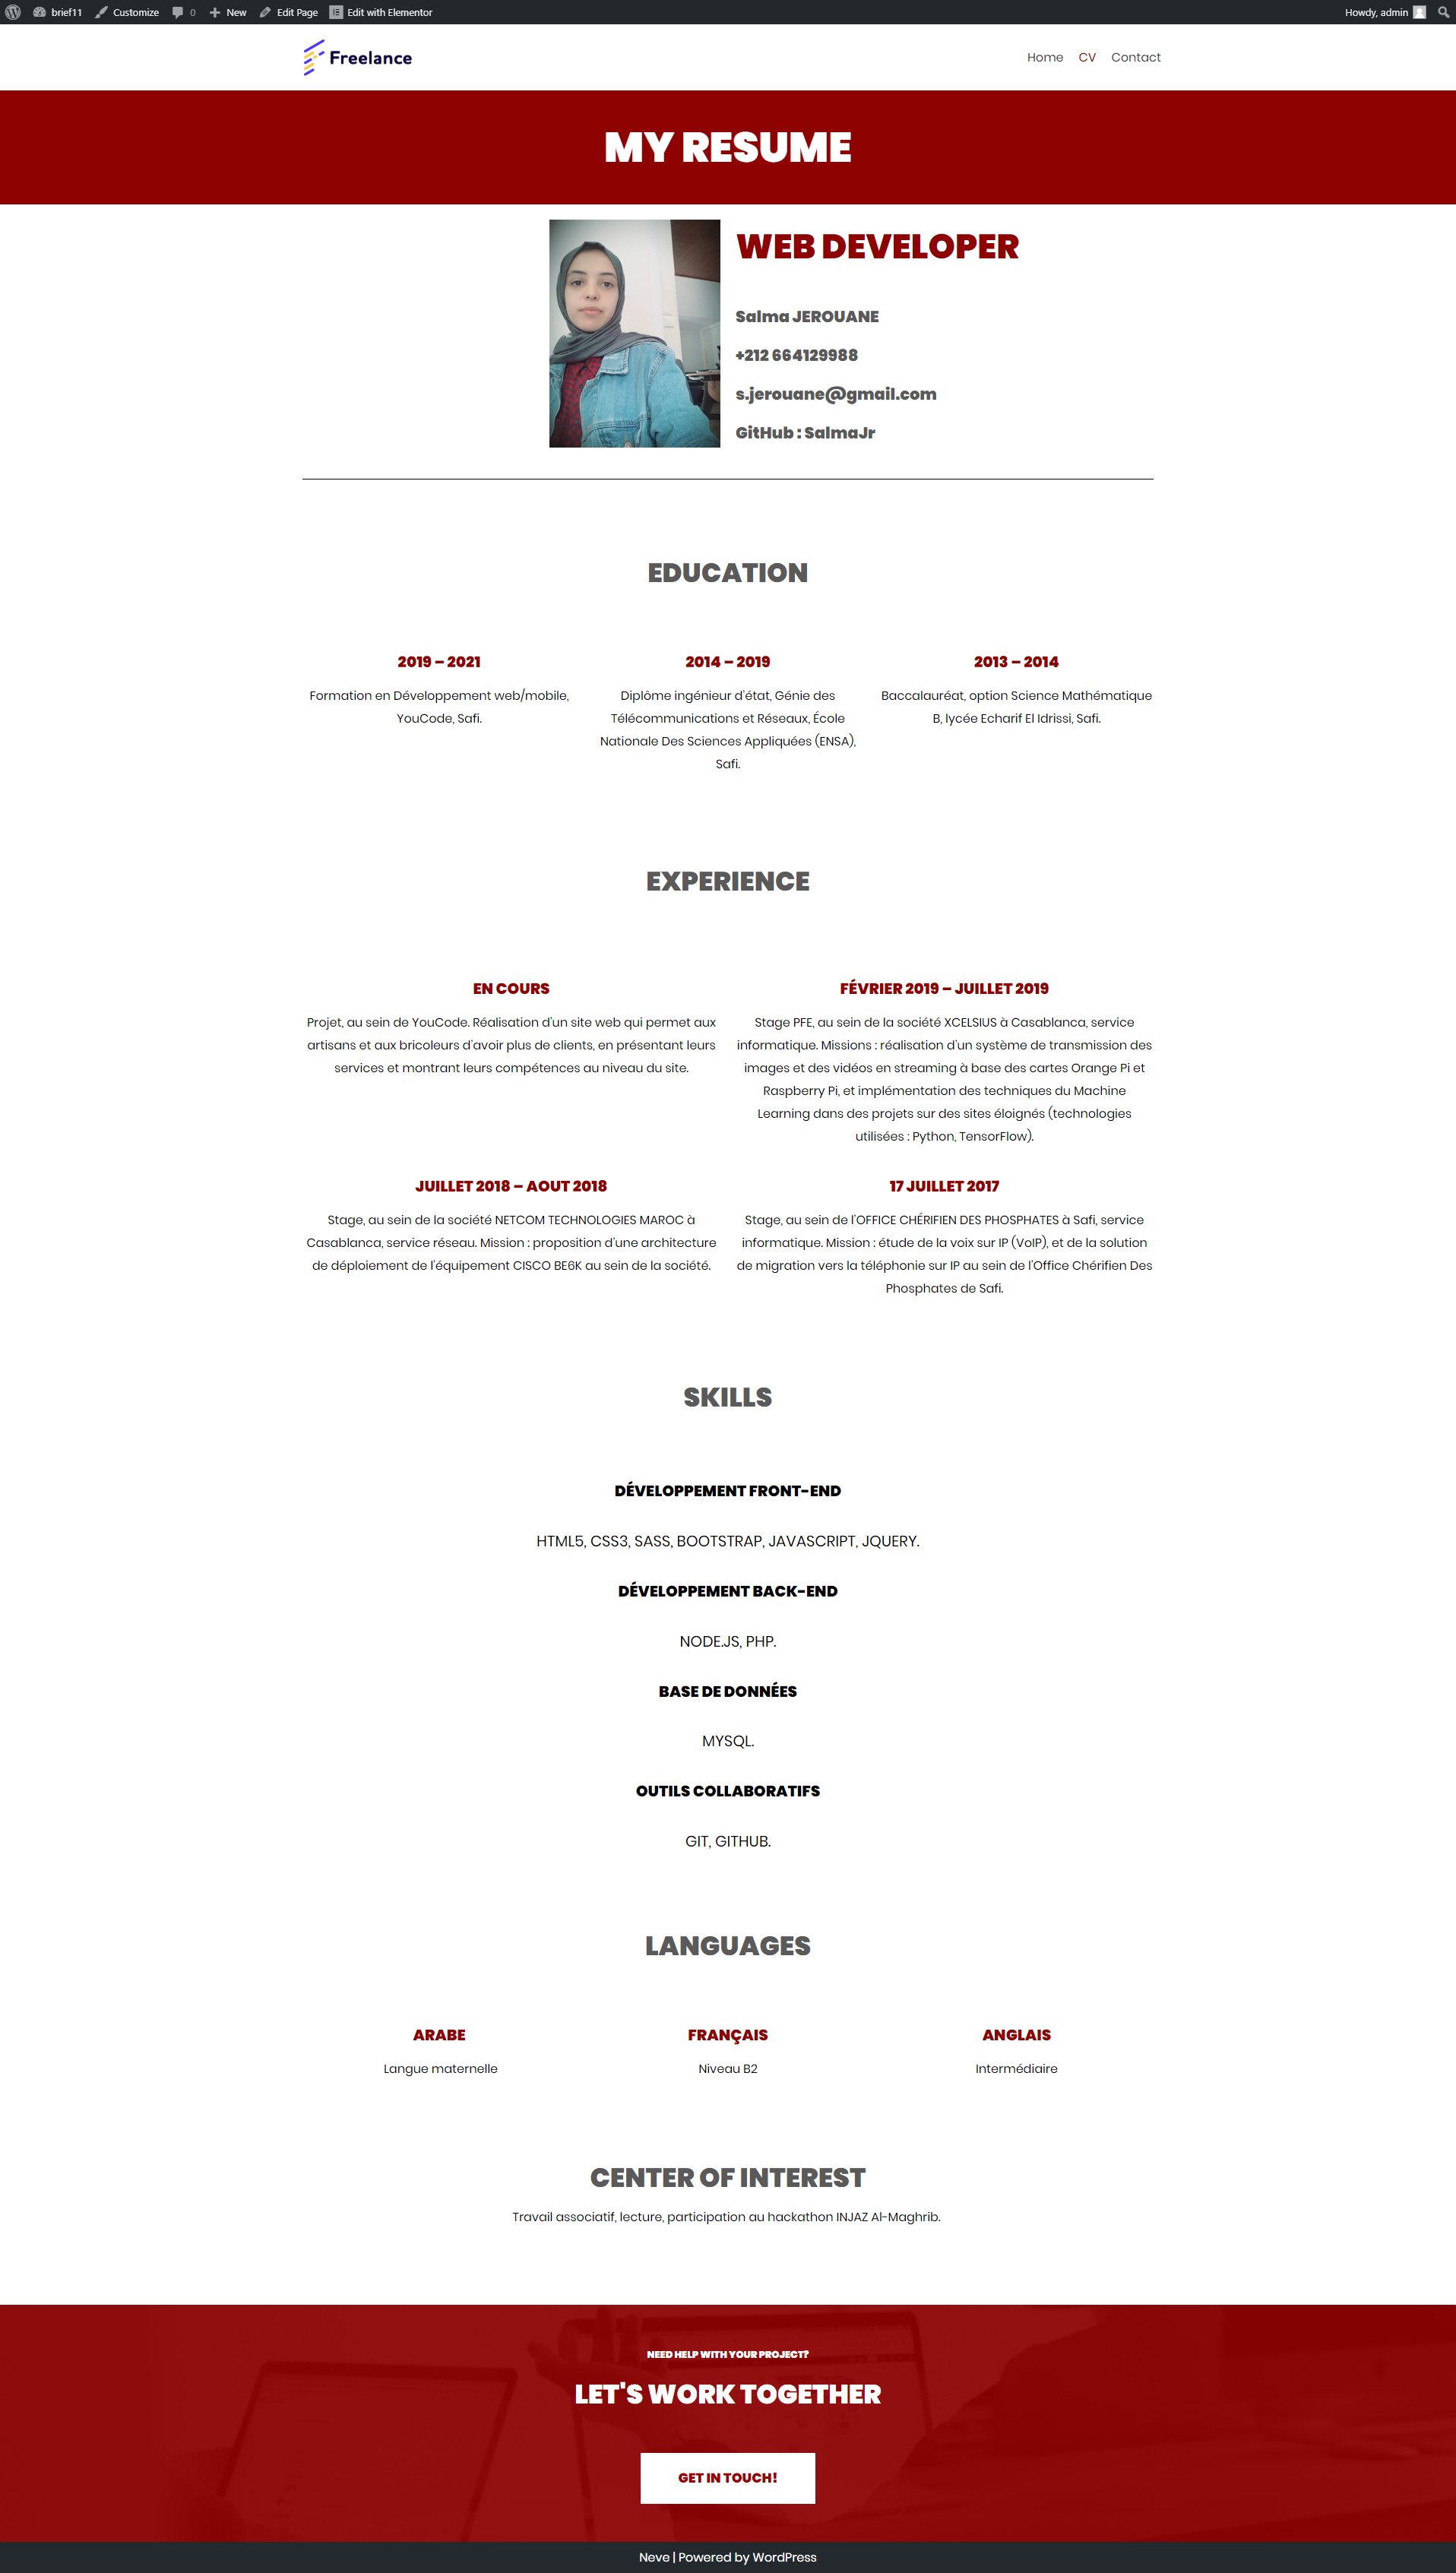 brief11 Customize 0 New Edit Page Edit with Elementor Howdy, admin
Freelance
Home CV Contact
MY RESUME
WEB DEVELOPER
Salma JEROUANE
+212 664129988
s.jerouane@gmail.com
GitHub : SalmaJr
EDUCATION
2019 – 2021
Formation en Développement web/mobile,
YouCode, Safi.
2014 – 2019
Diplôme ingénieur d'état, Génie des
Télécommunications et Réseaux, École
Nationale Des Sciences Appliquées (ENSA),
Safi.
2013 – 2014
Baccalauréat, option Science Mathématique
B, lycée Echarif El Idrissi, Safi.
EXPERIENCE
EN COURS
Projet, au sein de YouCode. Réalisation d'un site web qui permet aux
artisans et aux bricoleurs d'avoir plus de clients, en présentant leurs
services et montrant leurs compétences au niveau du site.
FÉVRIER 2019 – JUILLET 2019
Stage PFE, au sein de la société XCELSIUS à Casablanca, service
informatique. Missions : réalisation d'un système de transmission des
images et des vidéos en streaming à base des cartes Orange Pi et
Raspberry Pi, et implémentation des techniques du Machine
Learning dans des projets sur des sites éloignés (technologies
utilisées : Python, TensorFlow).
JUILLET 2018 – AOUT 2018
Stage, au sein de la société NETCOM TECHNOLOGIES MAROC à
Casablanca, service réseau. Mission : proposition d'une architecture
de déploiement de l'équipement CISCO BE6K au sein de la société.
17 JUILLET 2017
Stage, au sein de l'OFFICE CHÉRIFIEN DES PHOSPHATES à Safi, service
informatique. Mission : étude de la voix sur IP (VoIP), et de la solution
de migration vers la téléphonie sur IP au sein de l'Office Chérifien Des
Phosphates de Safi.
SKILLS
DÉVELOPPEMENT FRONT-END
HTML5, CSS3, SASS, BOOTSTRAP, JAVASCRIPT, JQUERY.
DÉVELOPPEMENT BACK-END
NODE.JS, PHP.
BASE DE DONNÉES
MYSQL.
OUTILS COLLABORATIFS
GIT, GITHUB.
LANGUAGES
ARABE
Langue maternelle
FRANÇAIS
Niveau B2
ANGLAIS
Intermédiaire
CENTER OF INTEREST
Travail associatif, lecture, participation au hackathon INJAZ Al-Maghrib.
NEED HELP WITH YOUR PROJECT?
LET'S WORK TOGETHER
GET IN TOUCH!
Neve | Powered by WordPress